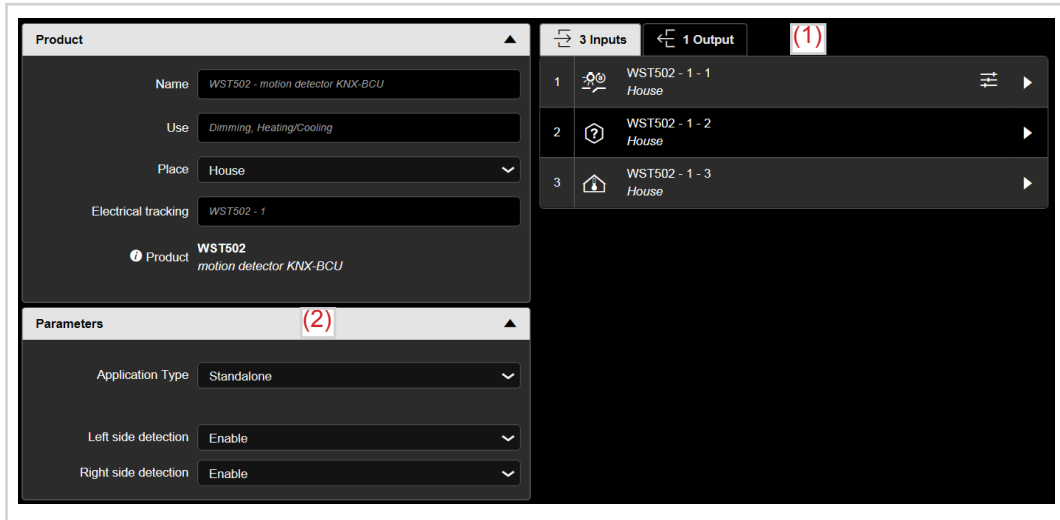 Product
Name WST502 - motion detector KNX-BCU
Use Dimming, Heating/Cooling
Place House
Electrical tracking WST502 - 1
i Product WST502
motion detector KNX-BCU
Parameters (2)
Application Type Standalone
Left side detection Enable
Right side detection Enable
3 Inputs 1 Output (1)
1 WST502 - 1 - 1
House
2 ? WST502 - 1 - 2
House
3 WST502 - 1 - 3
House